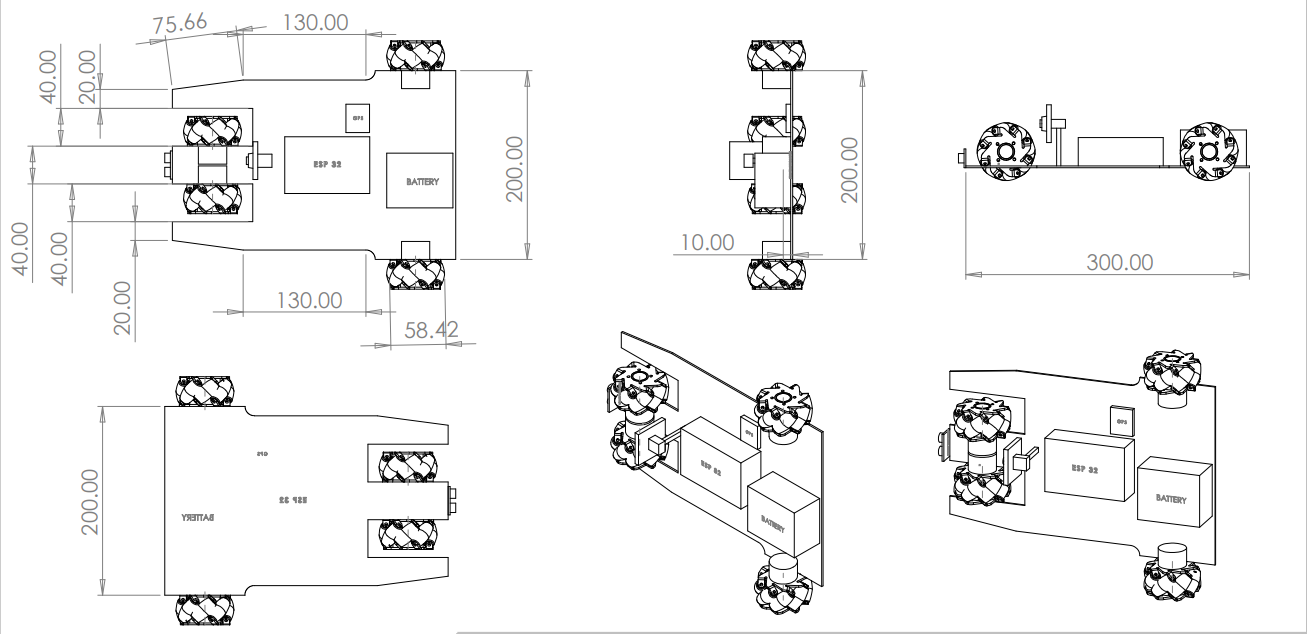 75.66
130.00
40.00
20.00
GPS
ESP 32
BATTERY
200.00
40.00
40.00
20.00
130.00
58.42
200.00
10.00
300.00
200.00
GPS
ESP 32
BATTERY
GPS
ESP 32
BATTERY
GPS
ESP 32
BATTERY